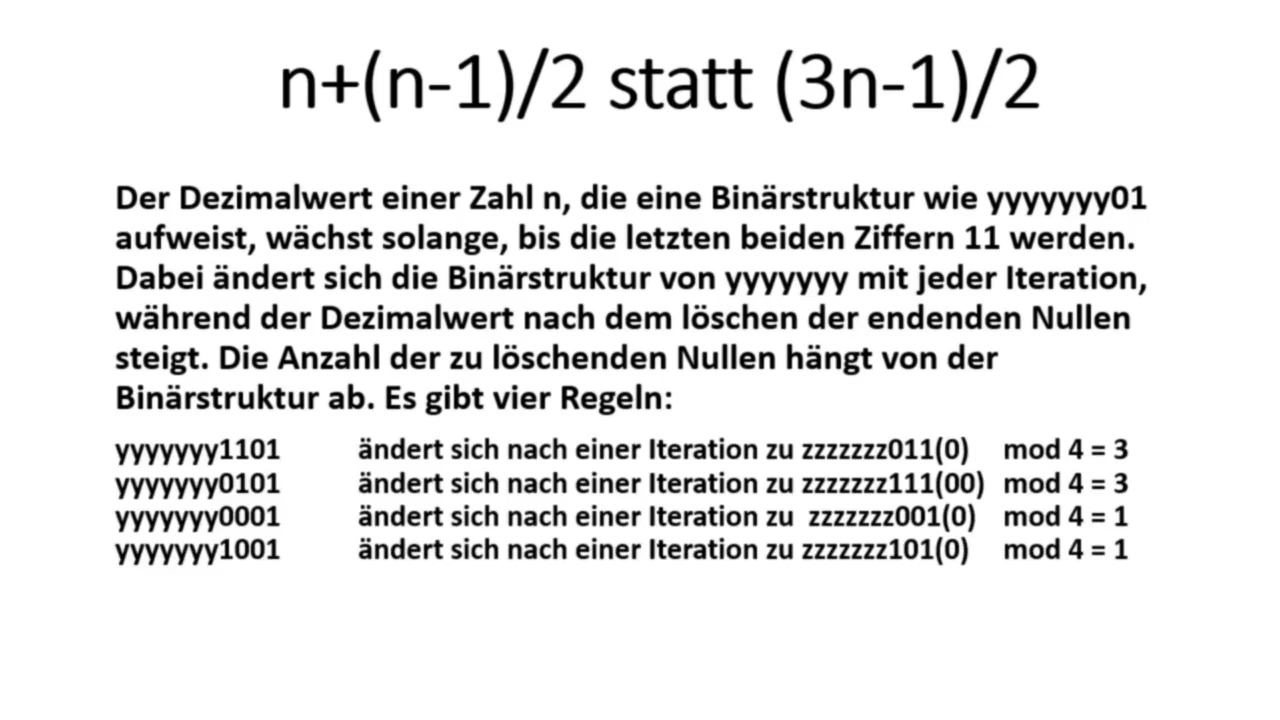 n+(n-1)/2 statt (3n-1)/2
Der Dezimalwert einer Zahl n, die eine Binärstruktur wie yyyyyyy01
aufweist, wächst solange, bis die letzten beiden Ziffern 11 werden.
Dabei ändert sich die Binärstruktur von yyyyyyy mit jeder Iteration,
während der Dezimalwert nach dem löschen der endenden Nullen
steigt. Die Anzahl der zu löschenden Nullen hängt von der
Binärstruktur ab. Es gibt vier Regeln:
yyyyyyy1101 ändert sich nach einer Iteration zu zzzzzzz011(0) mod 4 = 3
yyyyyyy0101 ändert sich nach einer Iteration zu zzzzzzz111(00) mod 4 = 3
yyyyyyy0001 ändert sich nach einer Iteration zu zzzzzzz001(0) mod 4 = 1
yyyyyyy1001 ändert sich nach einer Iteration zu zzzzzzz101(0) mod 4 = 1